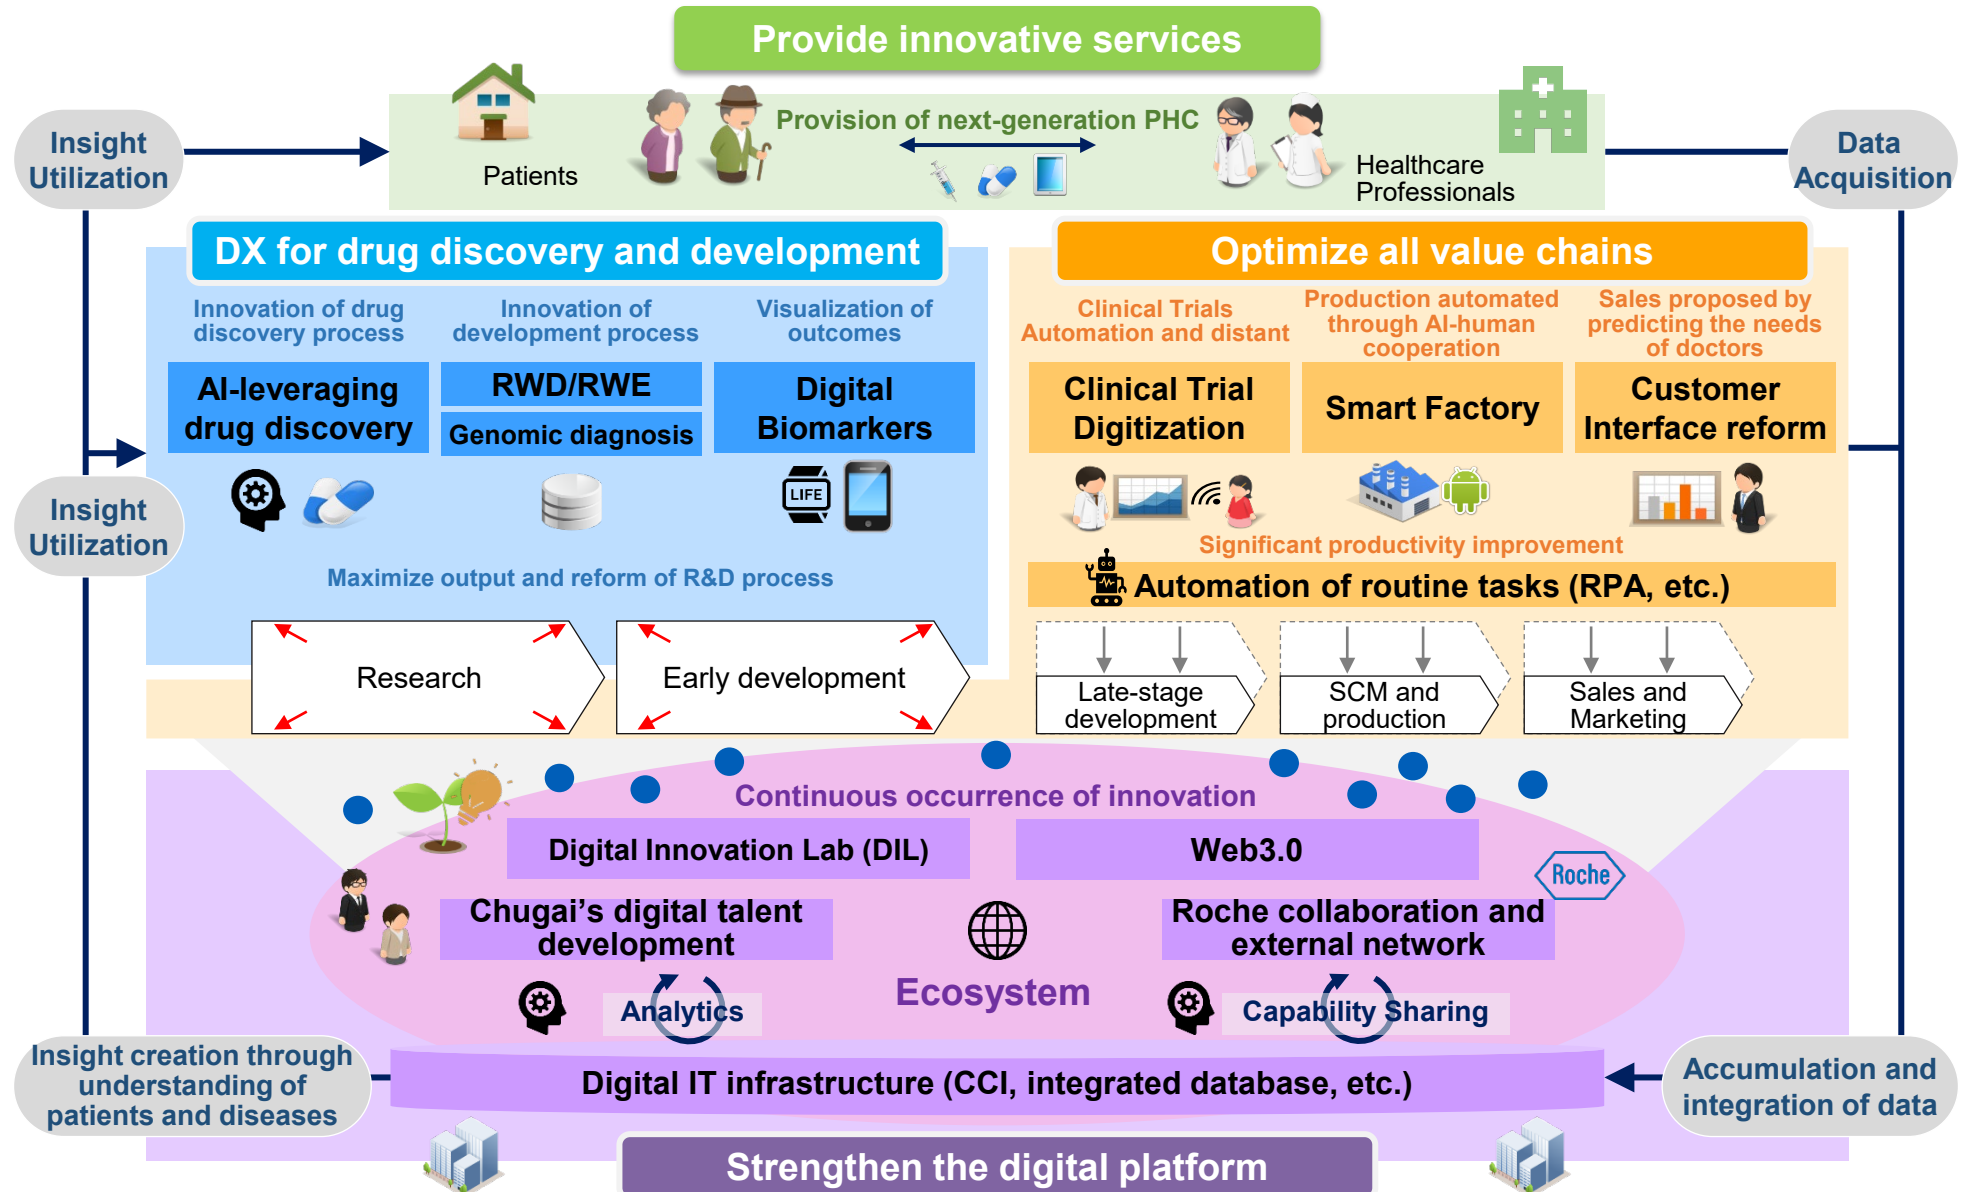 Provide innovative services
Insight
Utilization
Patients
Provision of next-generation PHC
Healthcare
Professionals
Data
Acquisition
DX for drug discovery and development
Innovation of drug
discovery process
Innovation of
development process
Visualization of
outcomes
AI-leveraging
drug discovery
RWD/RWE
Genomic diagnosis
Digital
Biomarkers
LIFE
Insight
Utilization
Maximize output and reform of R&D process
Research
Early development
Optimize all value chains
Clinical Trials
Automation and distant
Production automated
through AI-human
cooperation
Sales proposed by
predicting the needs
of doctors
Clinical Trial
Digitization
Smart Factory
Customer
Interface reform
Significant productivity improvement
Automation of routine tasks (RPA, etc.)
Late-stage
development
SCM and
production
Sales and
Marketing
Continuous occurrence of innovation
Digital Innovation Lab (DIL)
Web3.0
Roche
Chugai’s digital talent
development
Roche collaboration and
external network
Ecosystem
Analytics
Capability Sharing
Insight creation through
understanding of
patients and diseases
Digital IT infrastructure (CCI, integrated database, etc.)
Accumulation and
integration of data
Strengthen the digital platform